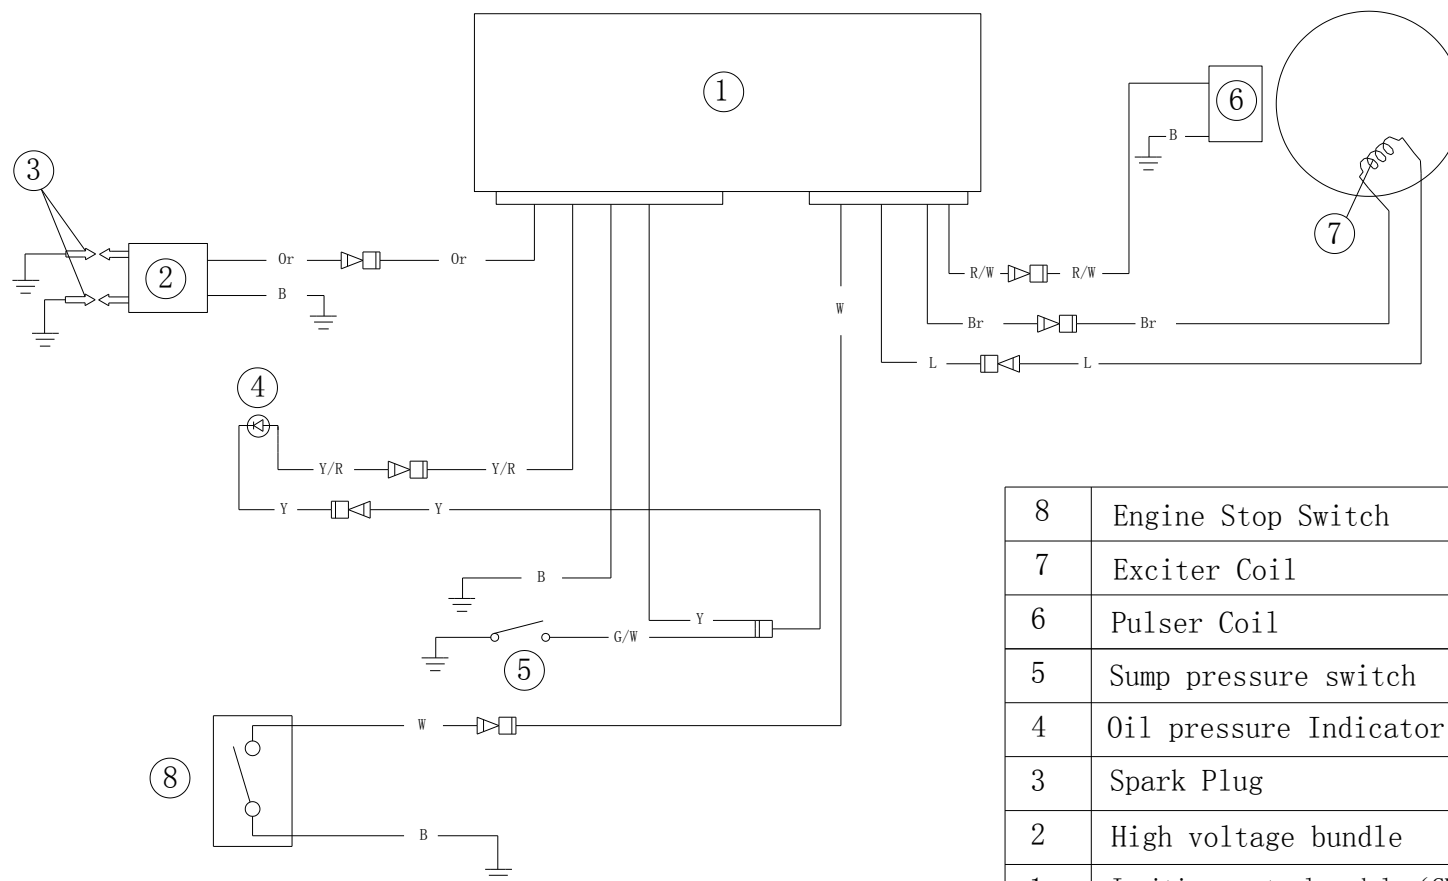 1
6
B
3
7
2
Or
Or
B
R/W
R/W
W
Br
Br
L
L
4
Y/R
Y/R
Y
Y
B
Y
G/W
5
W
8
B
8 Engine Stop Switch
7 Exciter Coil
6 Pulser Coil
5 Sump pressure switch
4 Oil pressure Indicator
3 Spark Plug
2 High voltage bundle